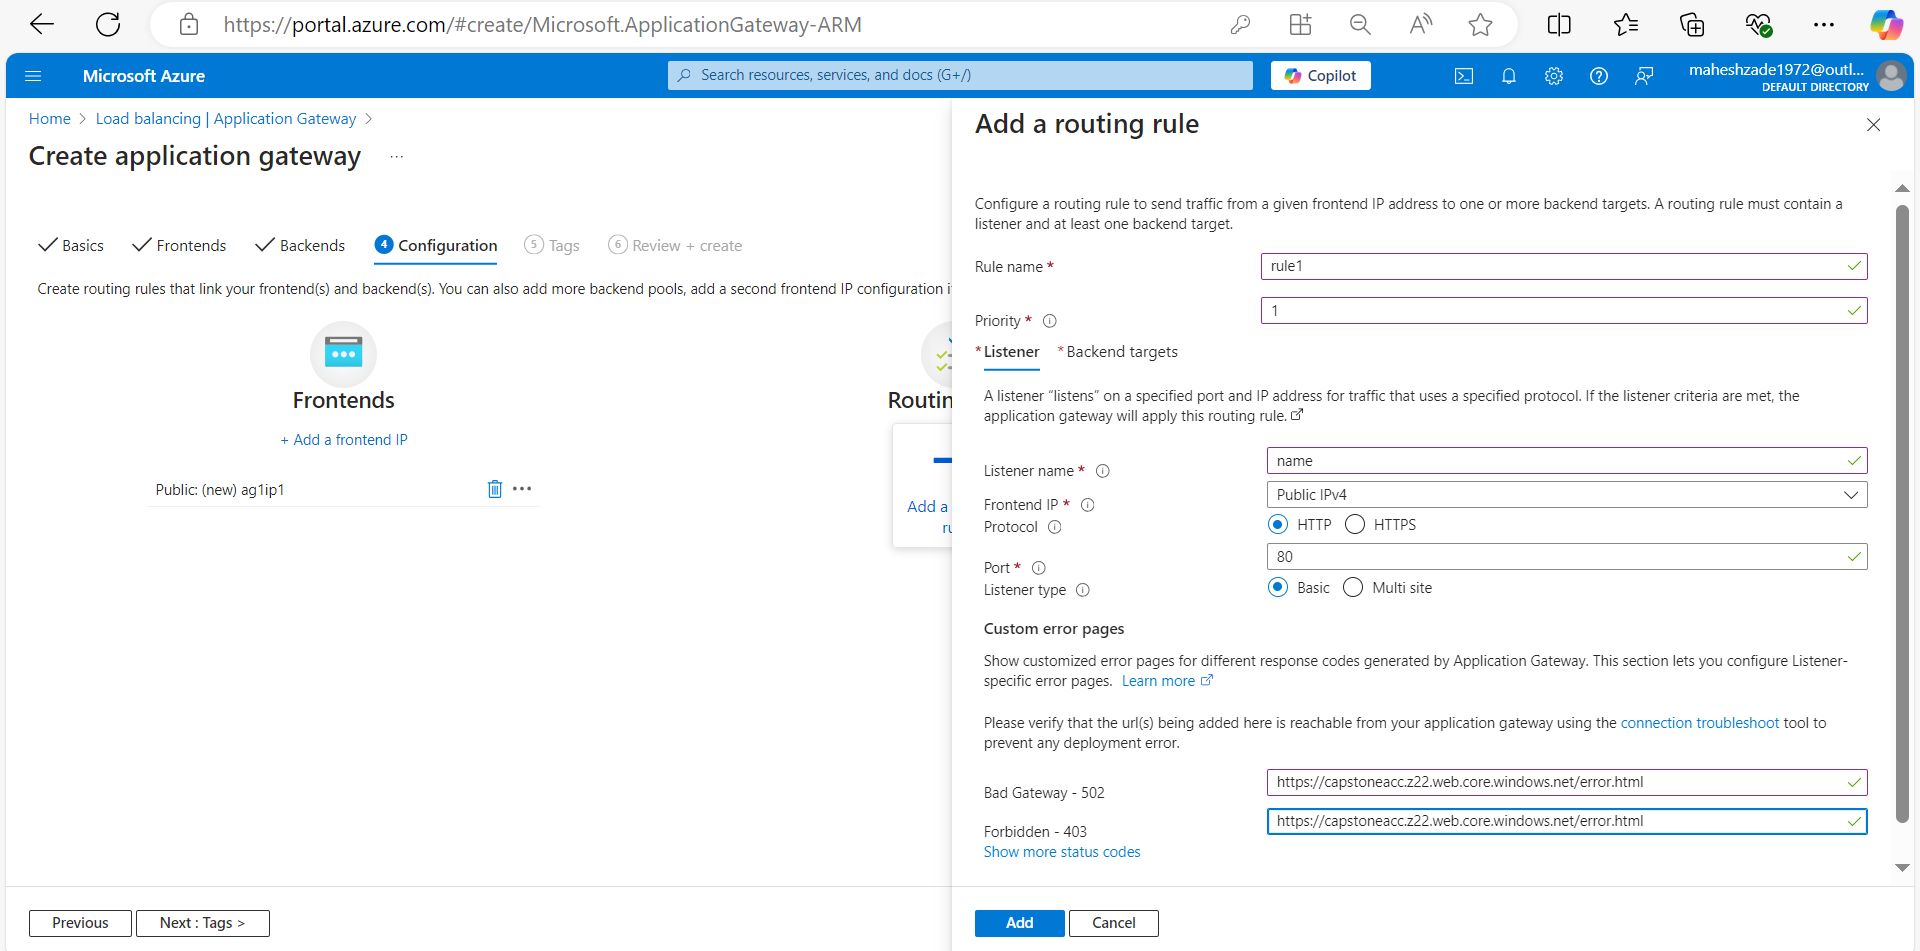 https://portal.azure.com/#create/Microsoft.ApplicationGateway-ARM
Microsoft Azure
Search resources, services, and docs (G+/)
Copilot
maheshzade1972@outl...
DEFAULT DIRECTORY
Home > Load balancing | Application Gateway >
Create application gateway ...
Basics
Frontends
Backends
4 Configuration
5 Tags
6 Review + create
Create routing rules that link your frontend(s) and backend(s). You can also add more backend pools, add a second frontend IP configuration i
Frontends
+ Add a frontend IP
Public: (new) ag1ip1
Routin
Add a
ru
Previous
Next : Tags >
Add a routing rule
Configure a routing rule to send traffic from a given frontend IP address to one or more backend targets. A routing rule must contain a
listener and at least one backend target.
Rule name * rule1
Priority * 1
* Listener
* Backend targets
A listener “listens” on a specified port and IP address for traffic that uses a specified protocol. If the listener criteria are met, the
application gateway will apply this routing rule.
Listener name * name
Frontend IP * Public IPv4
Protocol HTTP HTTPS
Port * 80
Listener type Basic Multi site
Custom error pages
Show customized error pages for different response codes generated by Application Gateway. This section lets you configure Listener-
specific error pages. Learn more
Please verify that the url(s) being added here is reachable from your application gateway using the connection troubleshoot tool to
prevent any deployment error.
Bad Gateway - 502 https://capstoneacc.z22.web.core.windows.net/error.html
Forbidden - 403 https://capstoneacc.z22.web.core.windows.net/error.html
Show more status codes
Add
Cancel